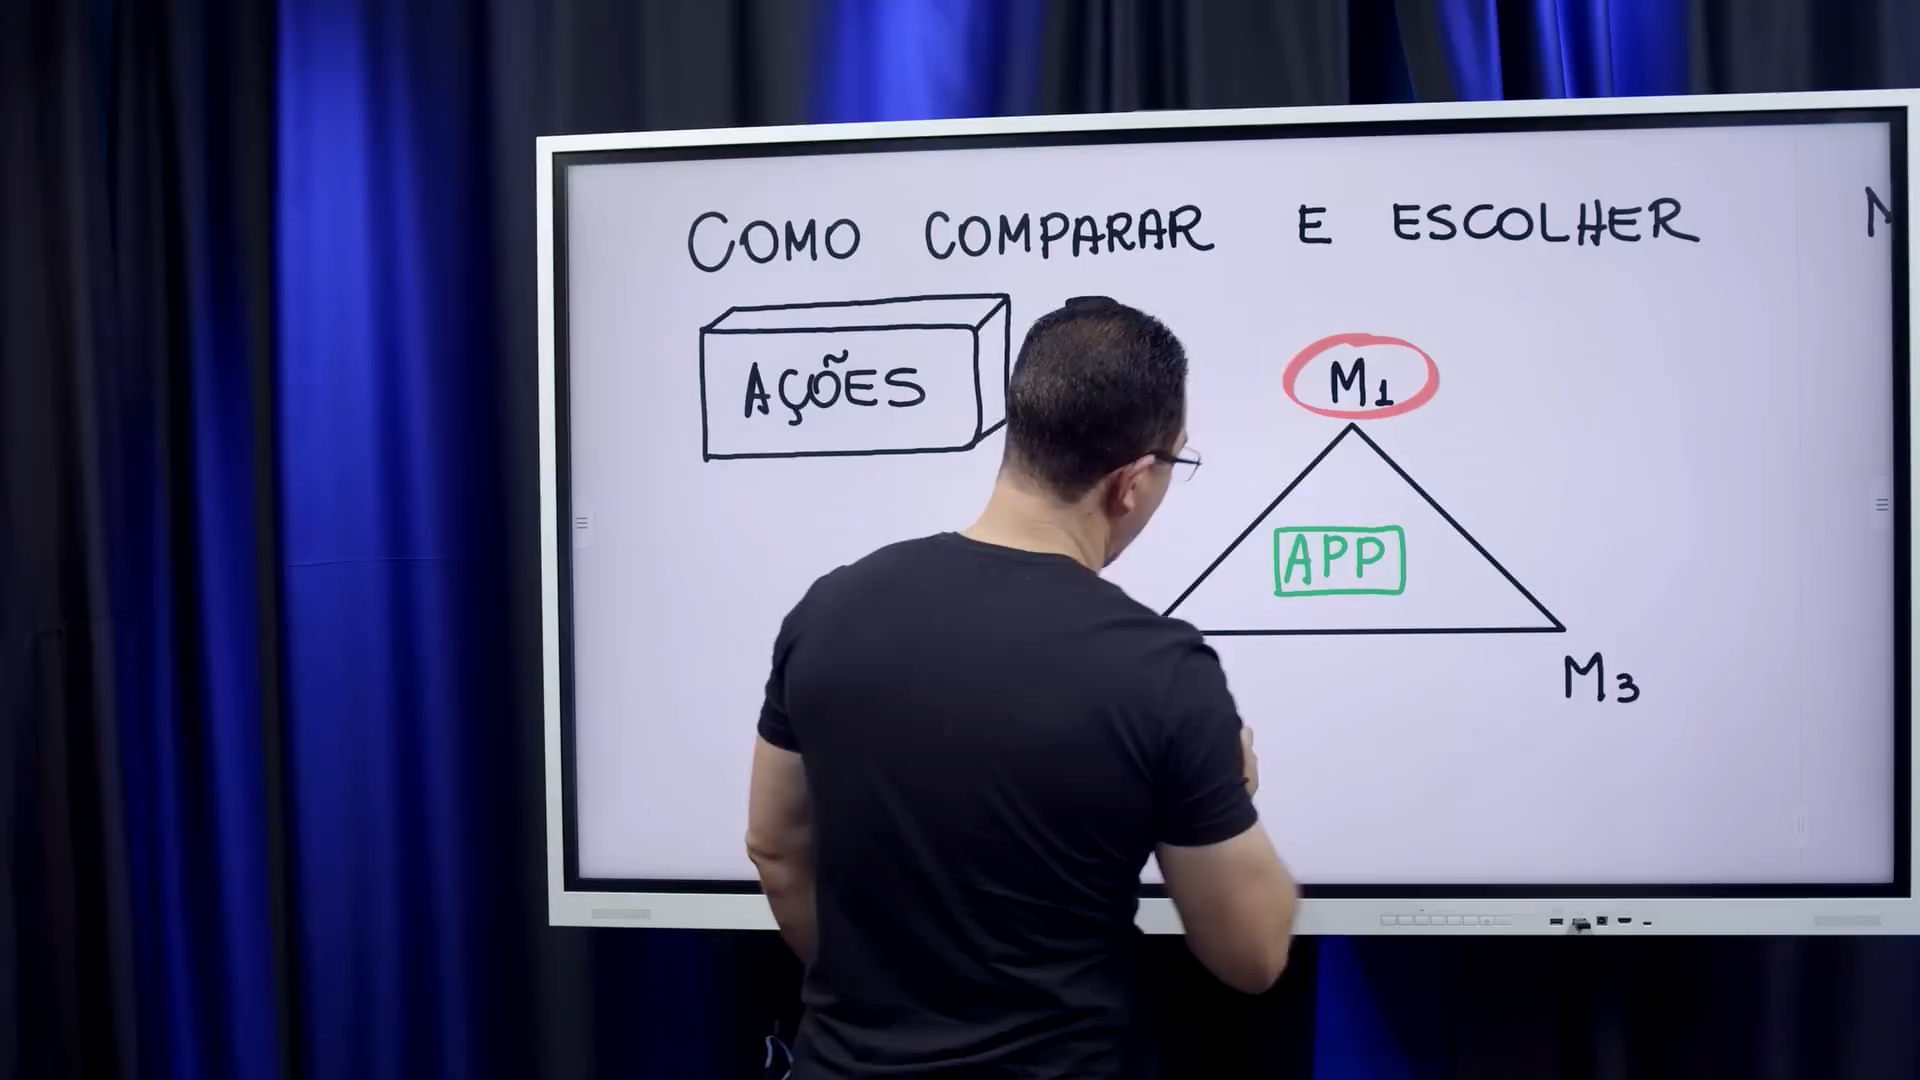 COMO COMPARAR E ESCOLHER
AÇÕES
M1
APP
M3